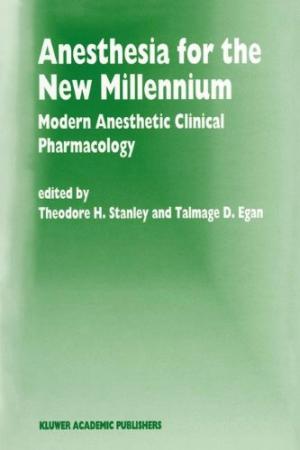 Anesthesia for the
New Millennium
Modern Anesthetic Clinical
Pharmacology
edited by
Theodore H. Stanley and Talmage D. Egan
KLUWER ACADEMIC PUBLISHERS